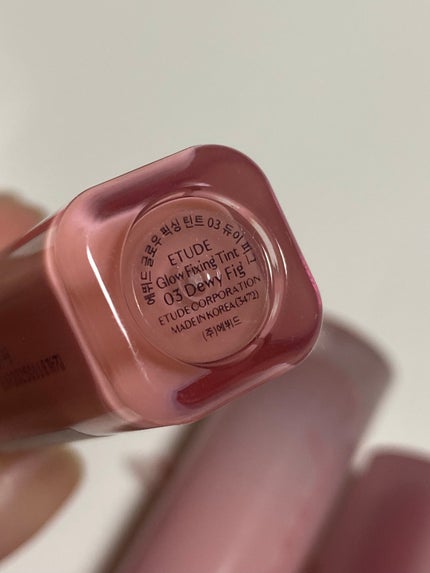 에뛰드 글로우 픽싱 틴트 03 듀이 피그
ETUDE
Glow Fixing Tint
03 Dewy Fig
ETUDE CORPORATION
MADE IN KOREA (3472)
(주)에뛰드